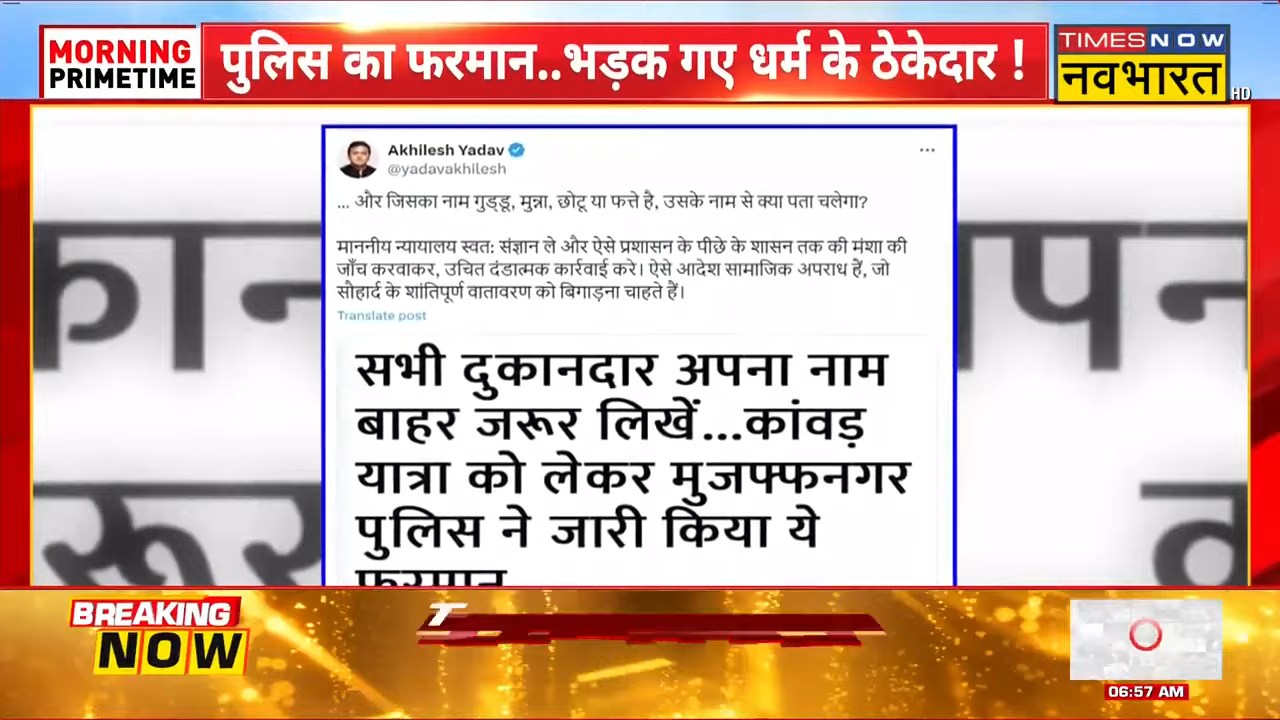 MORNING
PRIMETIME
पुलिस का फरमान..भड़क गए धर्म के ठेकेदार !
TIMES NOW
नवभारत
HD
Akhilesh Yadav
@yadavakhilesh
... और जिसका नाम गुड्डू, मुन्ना, छोटू या फत्ते है, उसके नाम से क्या पता चलेगा?
माननीय न्यायालय स्वत: संज्ञान ले और ऐसे प्रशासन के पीछे के शासन तक की मंशा की
जाँच करवाकर, उचित दंडात्मक कार्रवाई करे। ऐसे आदेश सामाजिक अपराध हैं, जो
सौहार्द के शांतिपूर्ण वातावरण को बिगाड़ना चाहते हैं।
Translate post
सभी दुकानदार अपना नाम
बाहर जरूर लिखें...कांवड़
यात्रा को लेकर मुजफ्फनगर
पुलिस ने जारी किया ये
फरमान
BREAKING
NOW
T
06:57 AM